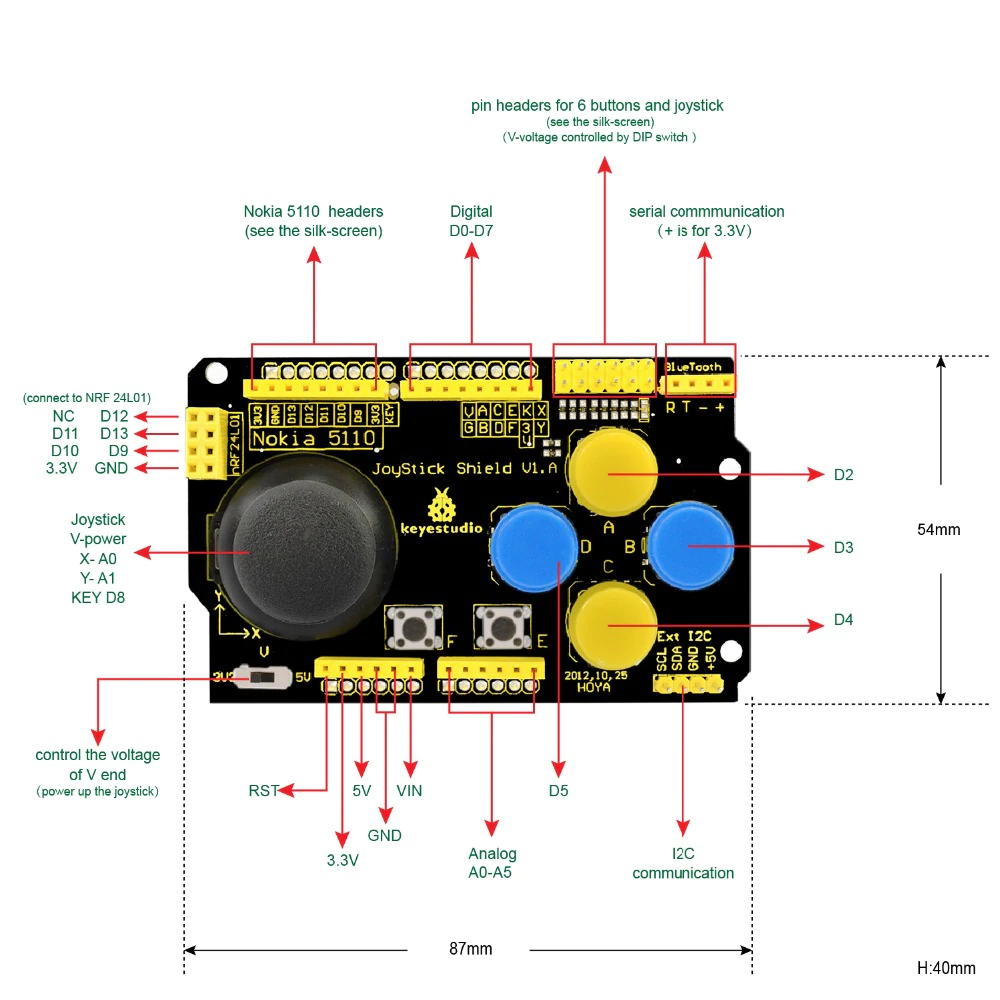 pin headers for 6 buttons and joystick
(see the silk-screen)
(V-voltage controlled by DIP switch )
Nokia 5110 headers
(see the silk-screen)
Digital
D0-D7
serial commmunication
(+ is for 3.3V)
BlueTooth
R T - +
(connect to NRF 24L01)
NC D12
D11 D13
D10 D9
3.3V GND
nRF24L01
3V3 GND D13 D12 D11 D10 D9 3V3 KEY
Nokia 5110
V A C E K X
G B D F 3V Y
JoyStick Shield V1.A
keyestudio
A
D B
C
D2
D3
D4
54mm
Joystick
V-power
X- A0
Y- A1
KEY D8
Y
X
V
3V3 5V
F
E
Ext I2C
SCL SDA GND +5V
2012,10,25
HOYA
control the voltage
of V end
(power up the joystick)
RST
3.3V
5V
GND
VIN
Analog
A0-A5
D5
I2C
communication
87mm
H:40mm